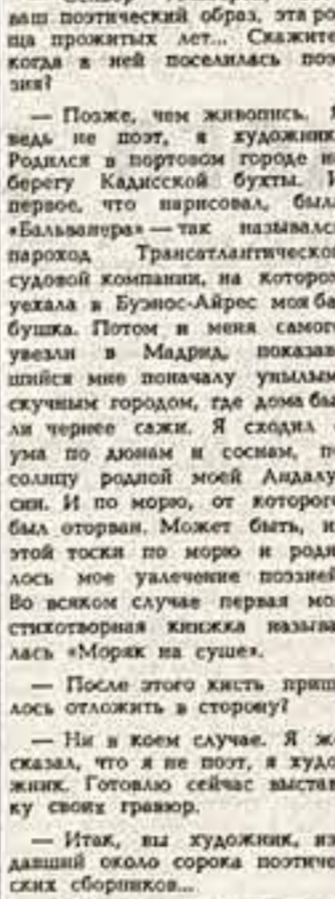 ваш поэтический образ, эта ро
ща прожитых лет... Скажите
когда в ней поселилась поэ
зия?
— Позже, чем живопись. Я
ведь не поэт, я художник
Родился в портовом городе на
берегу Кадисской бухты. И
первое, что нарисовал, была
«Бальванера» — так назывался
пароход Трансатлантической
судовой компании, на котором
уехала в Буэнос-Айрес моя ба
бушка. Потом и меня самого
увезли в Мадрид, показав
шийся мне поначалу унылым
скучным городом, где дома бы
ли чернее сажи. Я сходил с
ума по дюнам и соснам, по
солнцу родной моей Андалу
сии. И по морю, от которого
был оторван. Может быть, из
этой тоски по морю и роди
лось мое увлечение поэзией
Во всяком случае первая моя
стихотворная книжка называ
лась «Моряк на суше».
— После этого кисть приш
лось отложить в сторону?
— Ни в коем случае. Я же
сказал, что я не поэт, я худо
жник. Готовлю сейчас выстав
ку своих гравюр.
— Итак, вы художник, из
давший около сорока поэтиче
ских сборников...